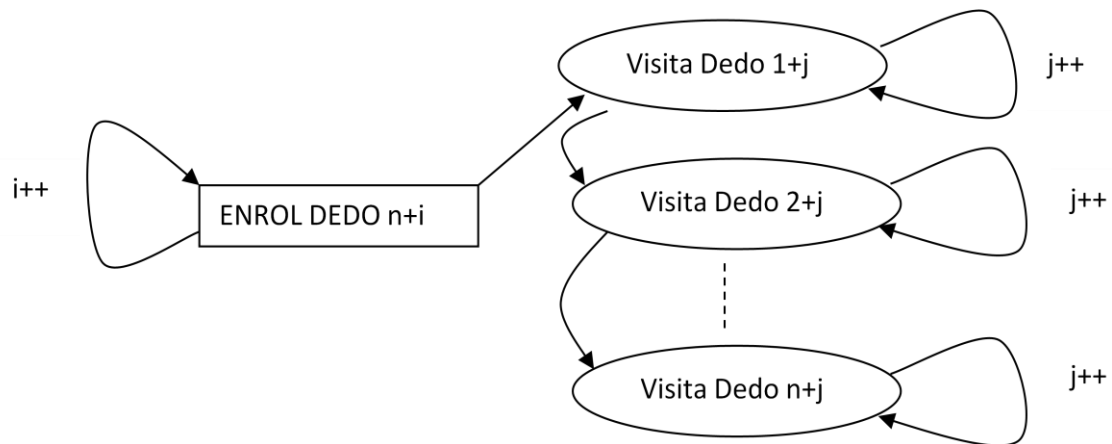 Visita Dedo 1+j
j++
i++
ENROL DEDO n+i
Visita Dedo 2+j
j++
Visita Dedo n+j
j++